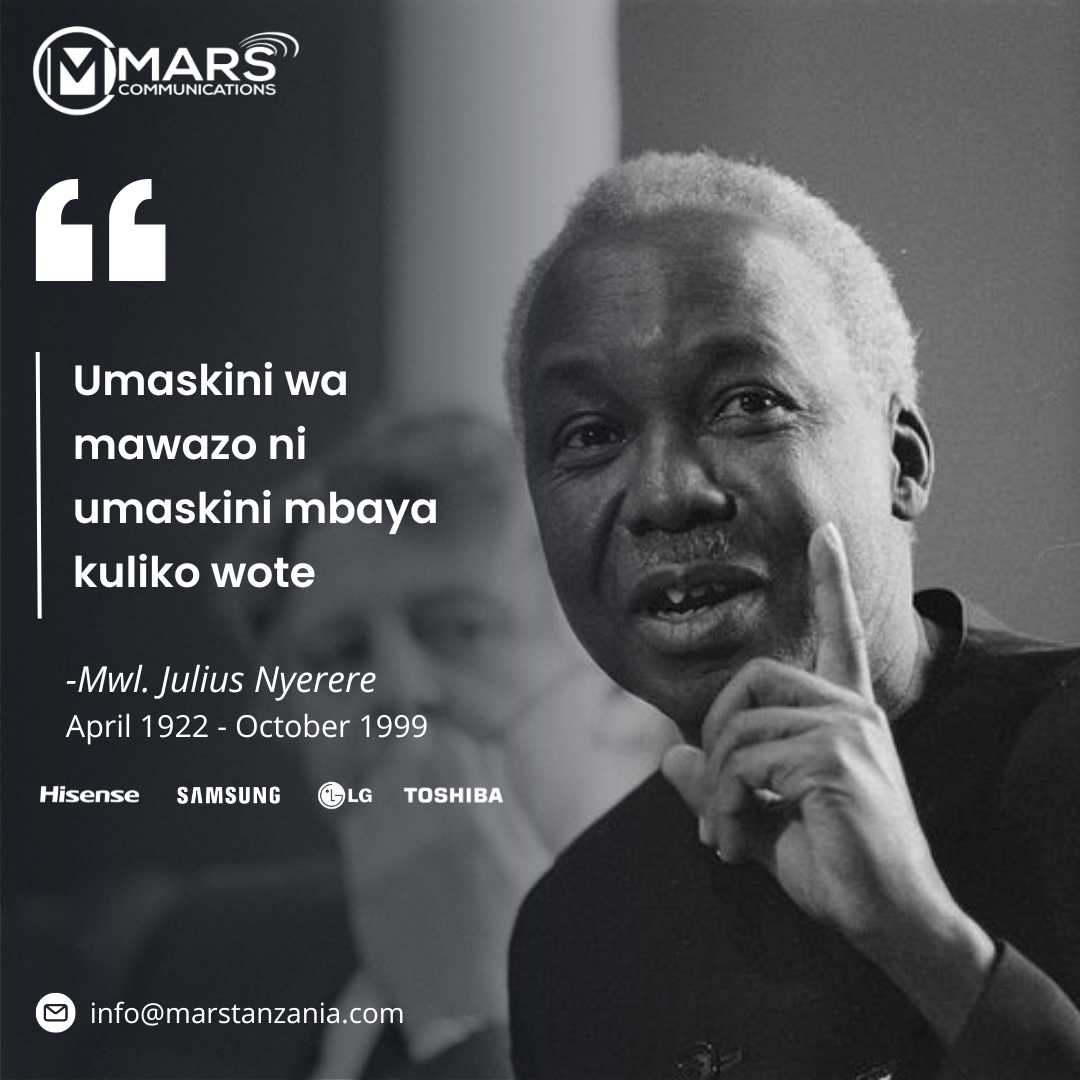 MARS
COMMUNICATIONS
“
Umaskini wa
mawazo ni
umaskini mbaya
kuliko wote
-Mwl. Julius Nyerere
April 1922 - October 1999
Hisense SAMSUNG LG TOSHIBA
info@marstanzania.com